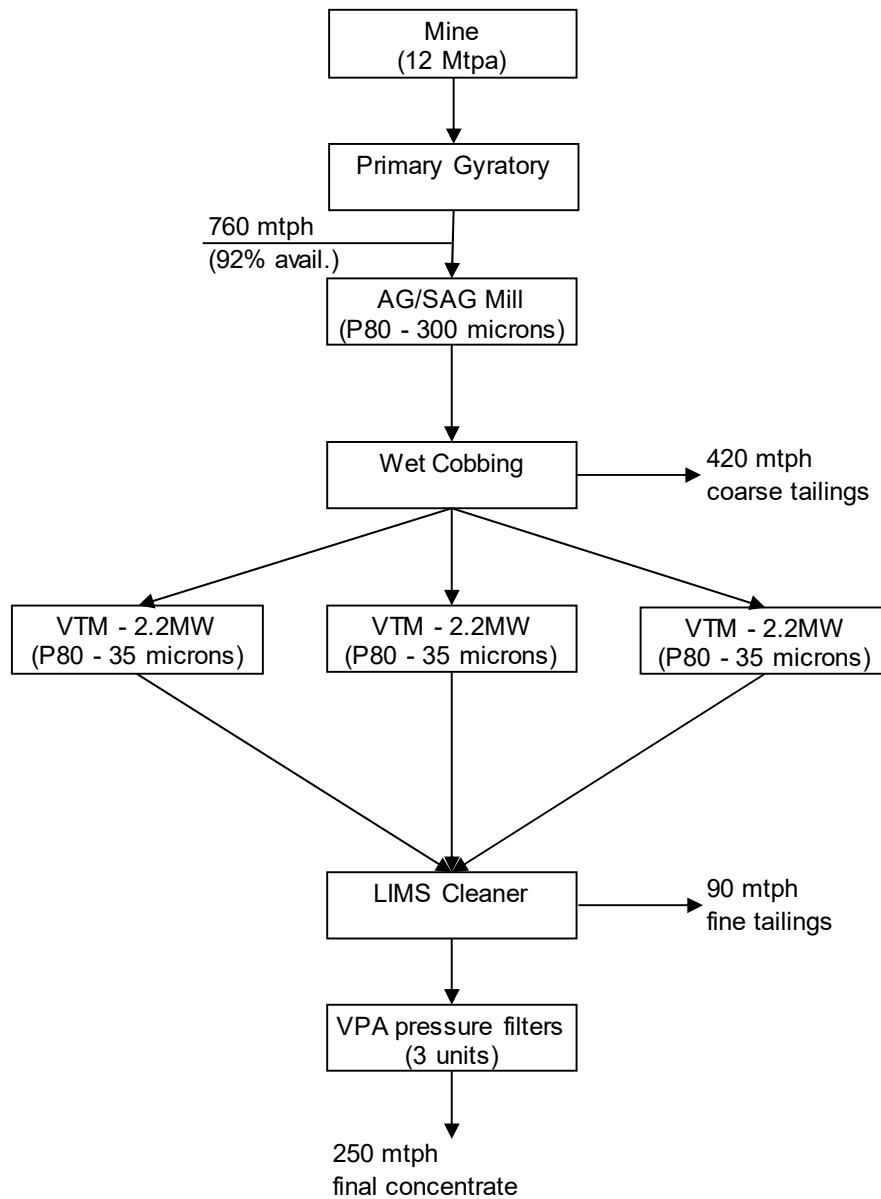 Mine
(12 Mtpa)
Primary Gyratory
760 mtph
(92% avail.)
AG/SAG Mill
(P80 - 300 microns)
Wet Cobbing
420 mtph
coarse tailings
VTM - 2.2MW
(P80 - 35 microns)
VTM - 2.2MW
(P80 - 35 microns)
VTM - 2.2MW
(P80 - 35 microns)
LIMS Cleaner
90 mtph
fine tailings
VPA pressure filters
(3 units)
250 mtph
final concentrate